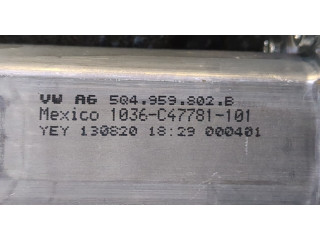 VW AG 5Q4.959.802.B
Mexico 1036-C47781-101
YEY 130820 18:29 000401